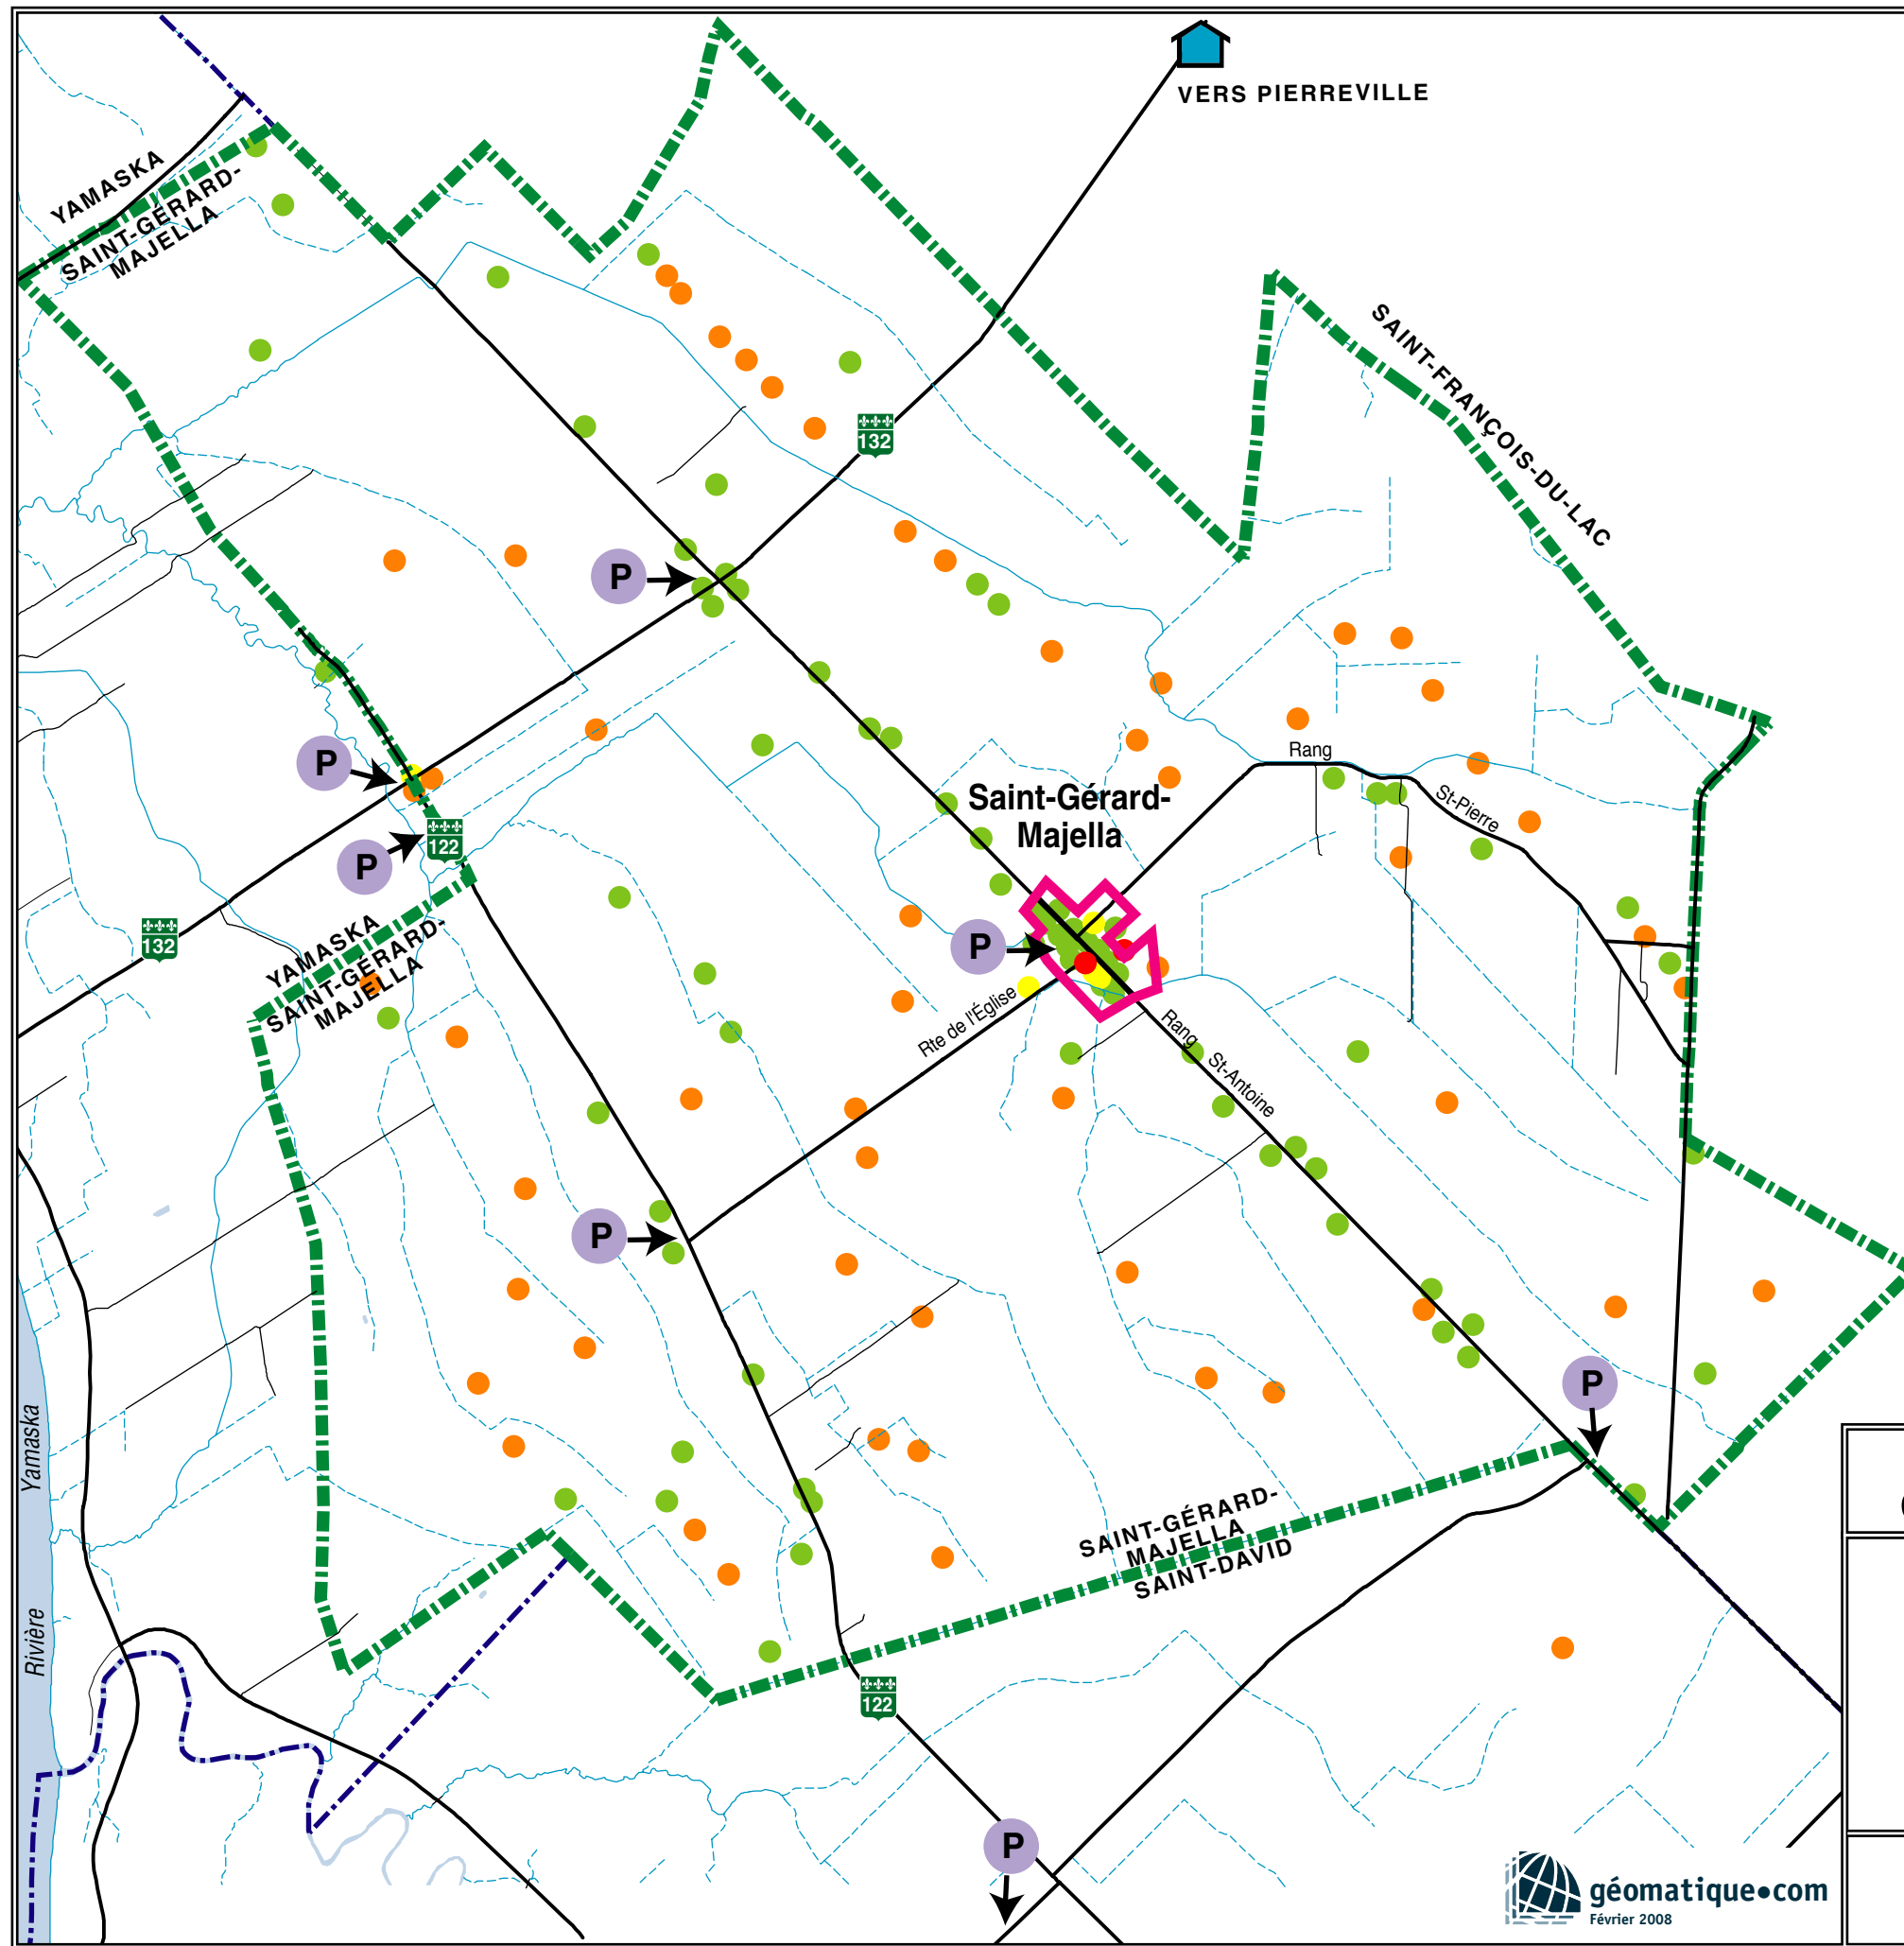 VERS PIERREVILLE
YAMASKA
SAINT-GÉRARD-
MAJELLA
SAINT-FRANÇOIS-DU-LAC
132
P
Rang
St-Pierre
Saint-Gérard-
Majella
P
122
P
132
P
YAMASKA
SAINT-GÉRARD-
MAJELLA
Rte de l'Église
Rang St-Antoine
P
P
Rivière Yamaska
SAINT-GÉRARD-
MAJELLA
SAINT-DAVID
122
P
géomatique.com
Février 2008